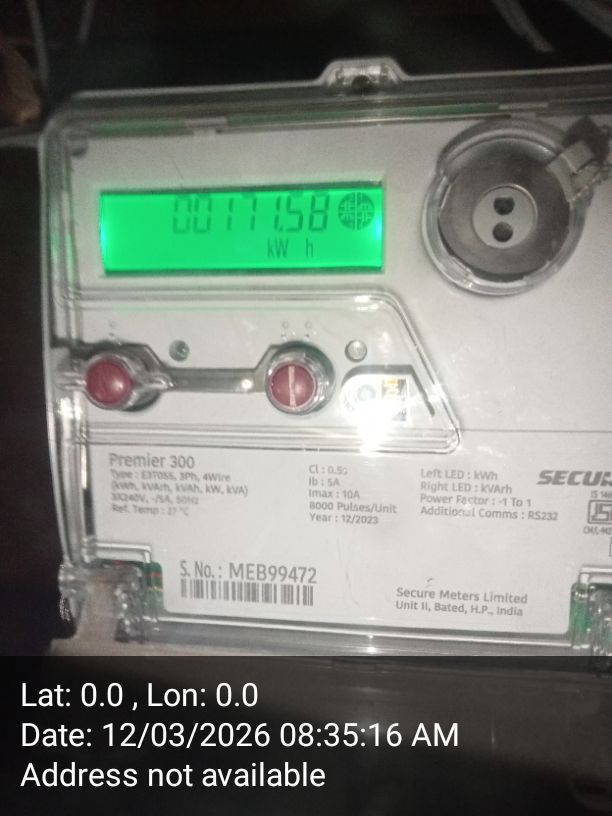 00171.58
kW h
Premier 300
Type : E3T055, 3Ph, 4Wire
(kWh, kVArh, kVAh, kW, kVA)
3X240V, -/5A, 50Hz
Ref. Temp : 27 °C
Cl : 0.5s
Ib : 5A
Imax : 10A
8000 Pulses/Unit
Year : 12/2023
Left LED : kWh
Right LED : kVArh
Power Factor : -1 To 1
Additional Comms : RS232
S. No. : MEB99472
Secure Meters Limited
Unit II, Bated, H.P., India
Lat: 0.0 , Lon: 0.0
Date: 12/03/2026 08:35:16 AM
Address not available